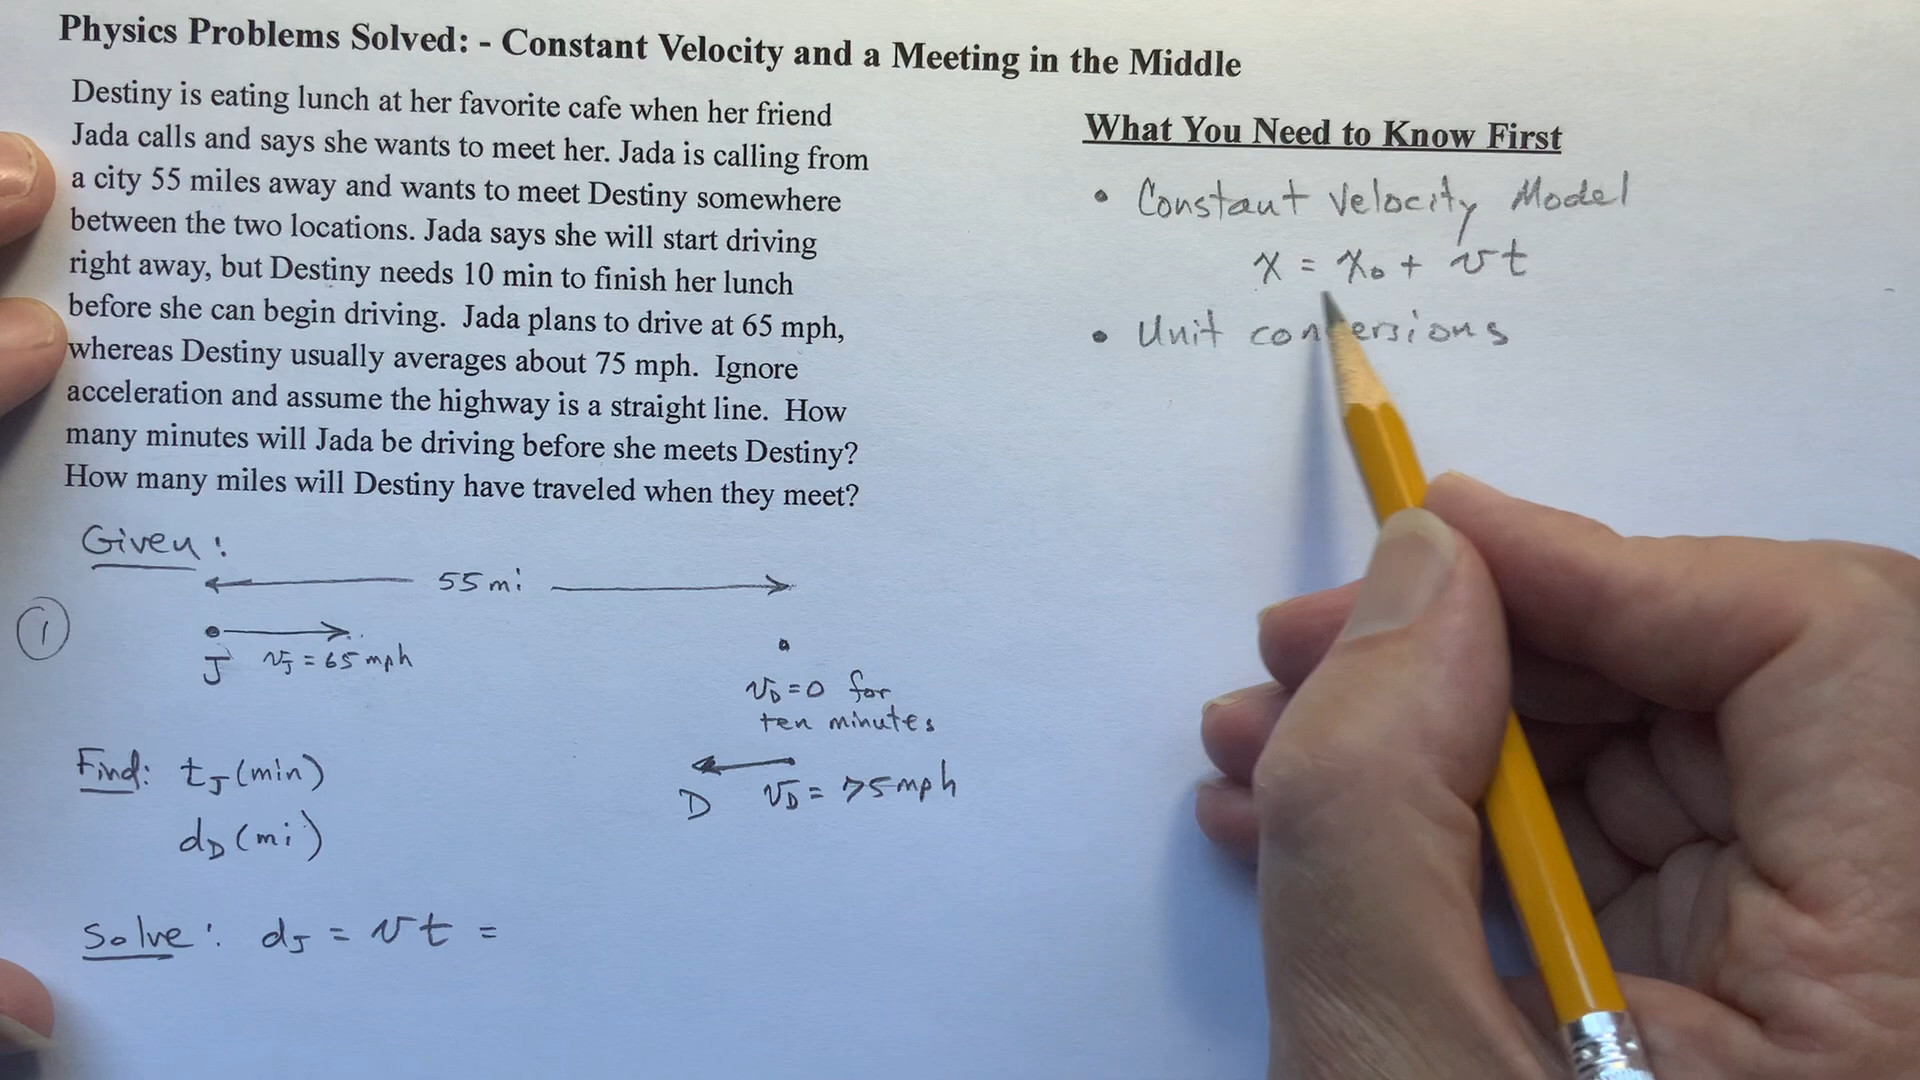 Physics Problems Solved: - Constant Velocity and a Meeting in the Middle
Destiny is eating lunch at her favorite cafe when her friend
Jada calls and says she wants to meet her. Jada is calling from
a city 55 miles away and wants to meet Destiny somewhere
between the two locations. Jada says she will start driving
right away, but Destiny needs 10 min to finish her lunch
before she can begin driving. Jada plans to drive at 65 mph,
whereas Destiny usually averages about 75 mph. Ignore
acceleration and assume the highway is a straight line. How
many minutes will Jada be driving before she meets Destiny?
How many miles will Destiny have traveled when they meet?
What You Need to Know First
• Constant Velocity Model
x = x₀ + vt
• Unit conversions
Given:
55 mi
1
J v_J = 65 mph
v_D = 0 for
ten minutes
D v_D = 75 mph
Find: t_J (min)
d_D (mi)
Solve: d_J = vt =